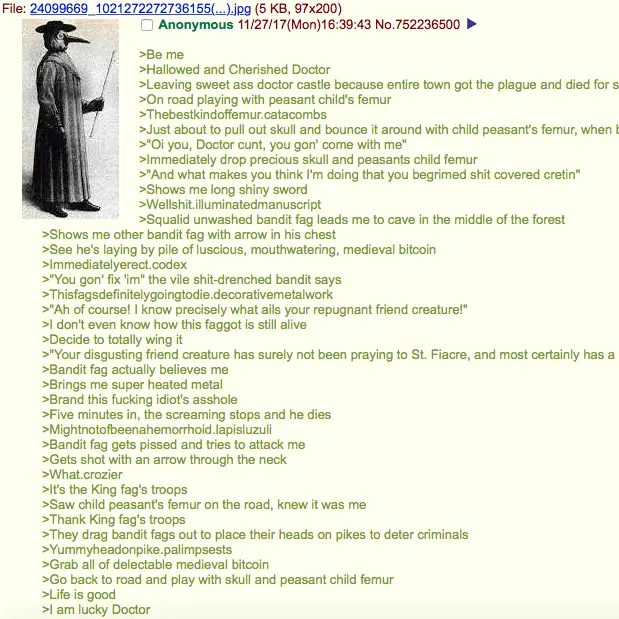 File: 24099669_1021272272736155(...).jpg (5 KB, 97x200)
Anonymous 11/27/17(Mon)16:39:43 No.752236500
>Be me
>Hallowed and Cherished Doctor
>Leaving sweet ass doctor castle because entire town got the plague and died for s
>On road playing with peasant child's femur
>Thebestkindoffemur.catacombs
>Just about to pull out skull and bounce it around with child peasant's femur, when b
>"Oi you, Doctor cunt, you gon' come with me"
>Immediately drop precious skull and peasants child femur
>"And what makes you think I'm doing that you begrimed shit covered cretin"
>Shows me long shiny sword
>Wellshit.illuminatedmanuscript
>Squalid unwashed bandit fag leads me to cave in the middle of the forest
>Shows me other bandit fag with arrow in his chest
>See he's laying by pile of luscious, mouthwatering, medieval bitcoin
>Immediatelyerect.codex
>"You gon' fix 'im" the vile shit-drenched bandit says
>Thisfagsdefinitelygoingtodie.decorativemetalwork
>"Ah of course! I know precisely what ails your repugnant friend creature!"
>I don't even know how this faggot is still alive
>Decide to totally wing it
>"Your disgusting friend creature has surely not been praying to St. Fiacre, and most certainly has a
>Bandit fag actually believes me
>Brings me super heated metal
>Brand this fucking idiot's asshole
>Five minutes in, the screaming stops and he dies
>Mightnotofbeenahemorrhoid.lapisluzuli
>Bandit fag gets pissed and tries to attack me
>Gets shot with an arrow through the neck
>What.crozier
>It's the King fag's troops
>Saw child peasant's femur on the road, knew it was me
>Thank King fag's troops
>They drag bandit fags out to place their heads on pikes to deter criminals
>Yummyheadonpike.palimpsests
>Grab all of delectable medieval bitcoin
>Go back to road and play with skull and peasant child femur
>Life is good
>I am lucky Doctor